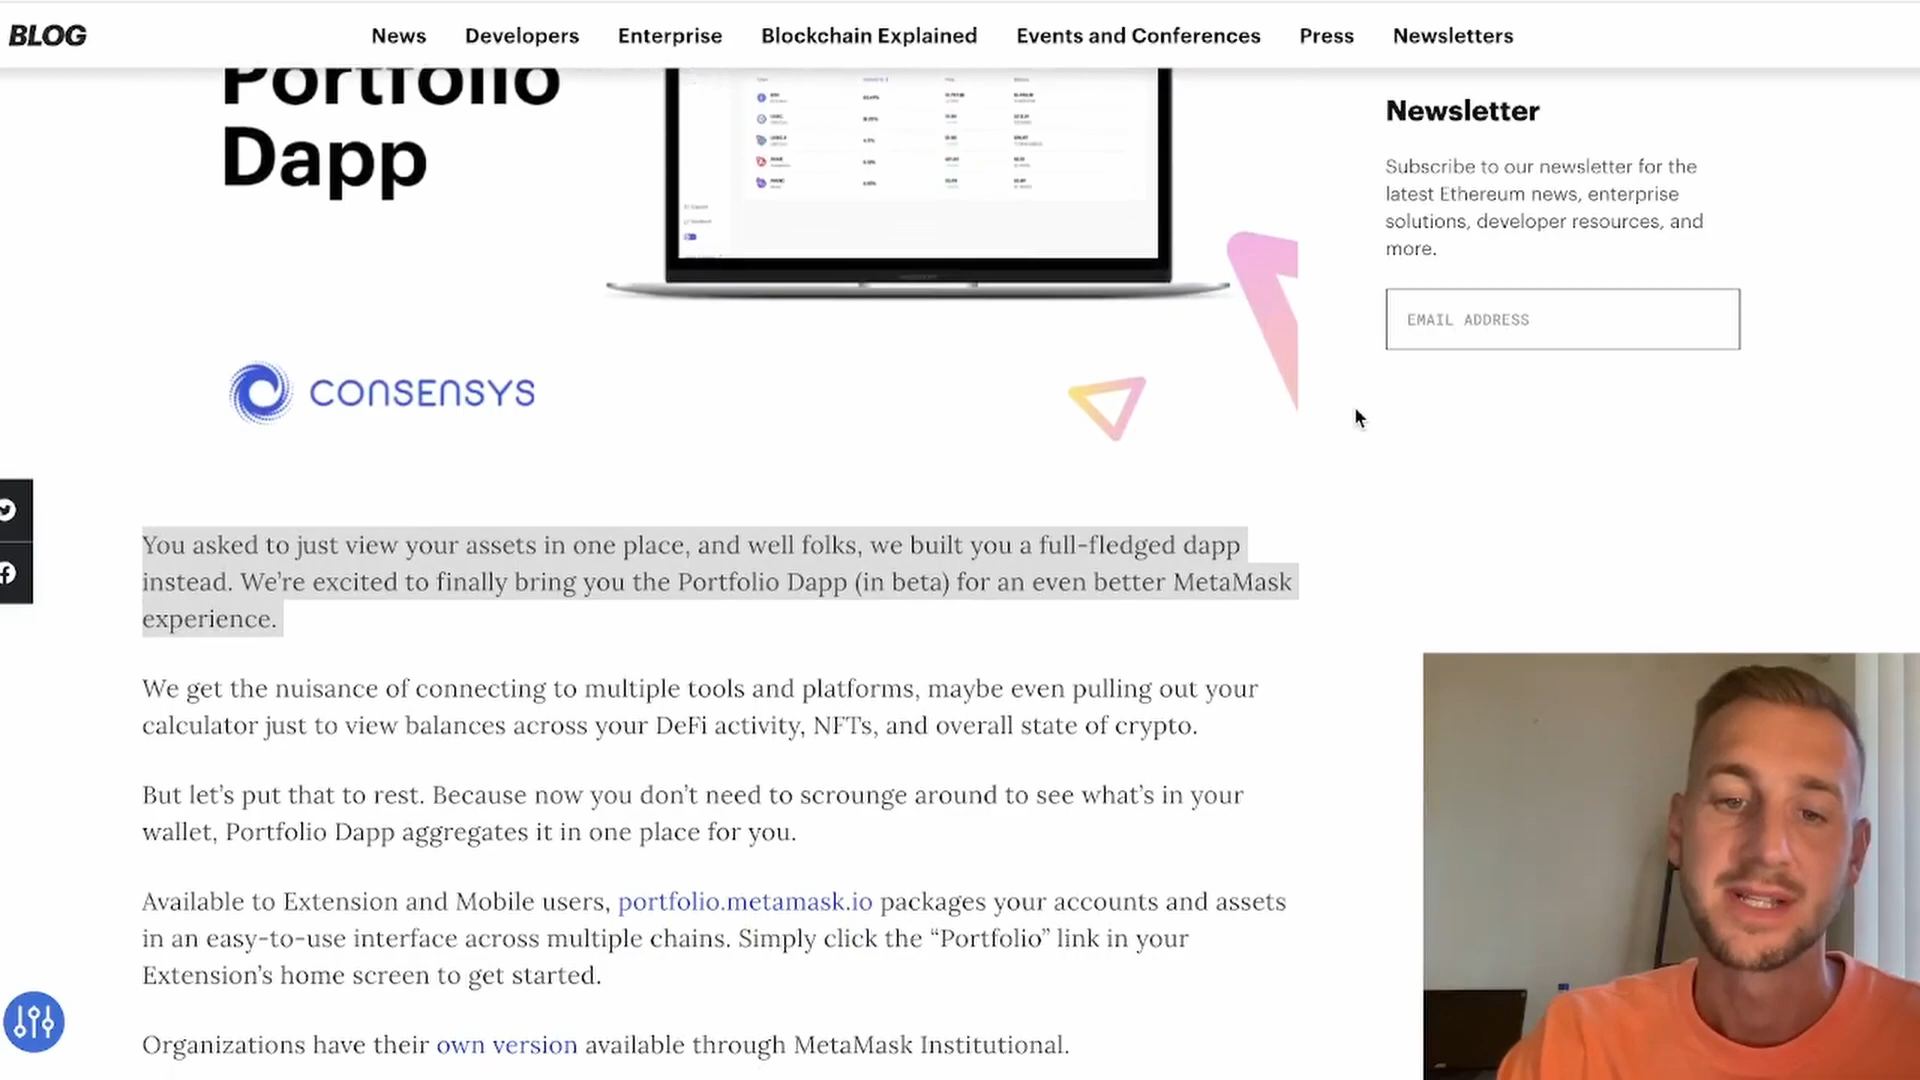 BLOG
News
Developers
Enterprise
Blockchain Explained
Events and Conferences
Press
Newsletters
Portfolio
Dapp
CONSENSYS
Newsletter
Subscribe to our newsletter for the
latest Ethereum news, enterprise
solutions, developer resources, and
more.
EMAIL ADDRESS
You asked to just view your assets in one place, and well folks, we built you a full-fledged dapp
instead. We’re excited to finally bring you the Portfolio Dapp (in beta) for an even better MetaMask
experience.
We get the nuisance of connecting to multiple tools and platforms, maybe even pulling out your
calculator just to view balances across your DeFi activity, NFTs, and overall state of crypto.
But let’s put that to rest. Because now you don’t need to scrounge around to see what’s in your
wallet, Portfolio Dapp aggregates it in one place for you.
Available to Extension and Mobile users, portfolio.metamask.io packages your accounts and assets
in an easy-to-use interface across multiple chains. Simply click the “Portfolio” link in your
Extension’s home screen to get started.
Organizations have their own version available through MetaMask Institutional.